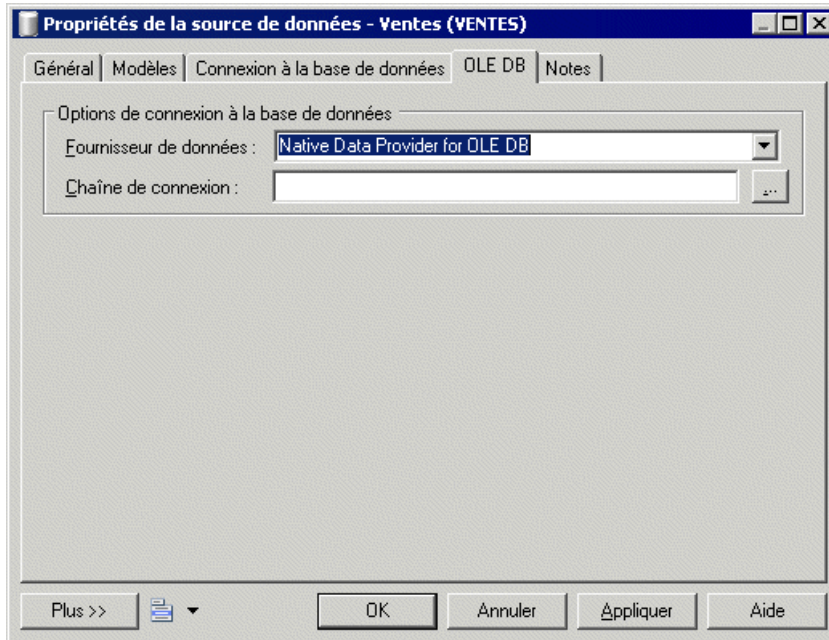 Propriétés de la source de données - Ventes (VENTES)
Général Modèles Connexion à la base de données OLE DB Notes
Options de connexion à la base de données
Fournisseur de données : Native Data Provider for OLE DB
Chaîne de connexion : ...
Plus >> OK Annuler Appliquer Aide